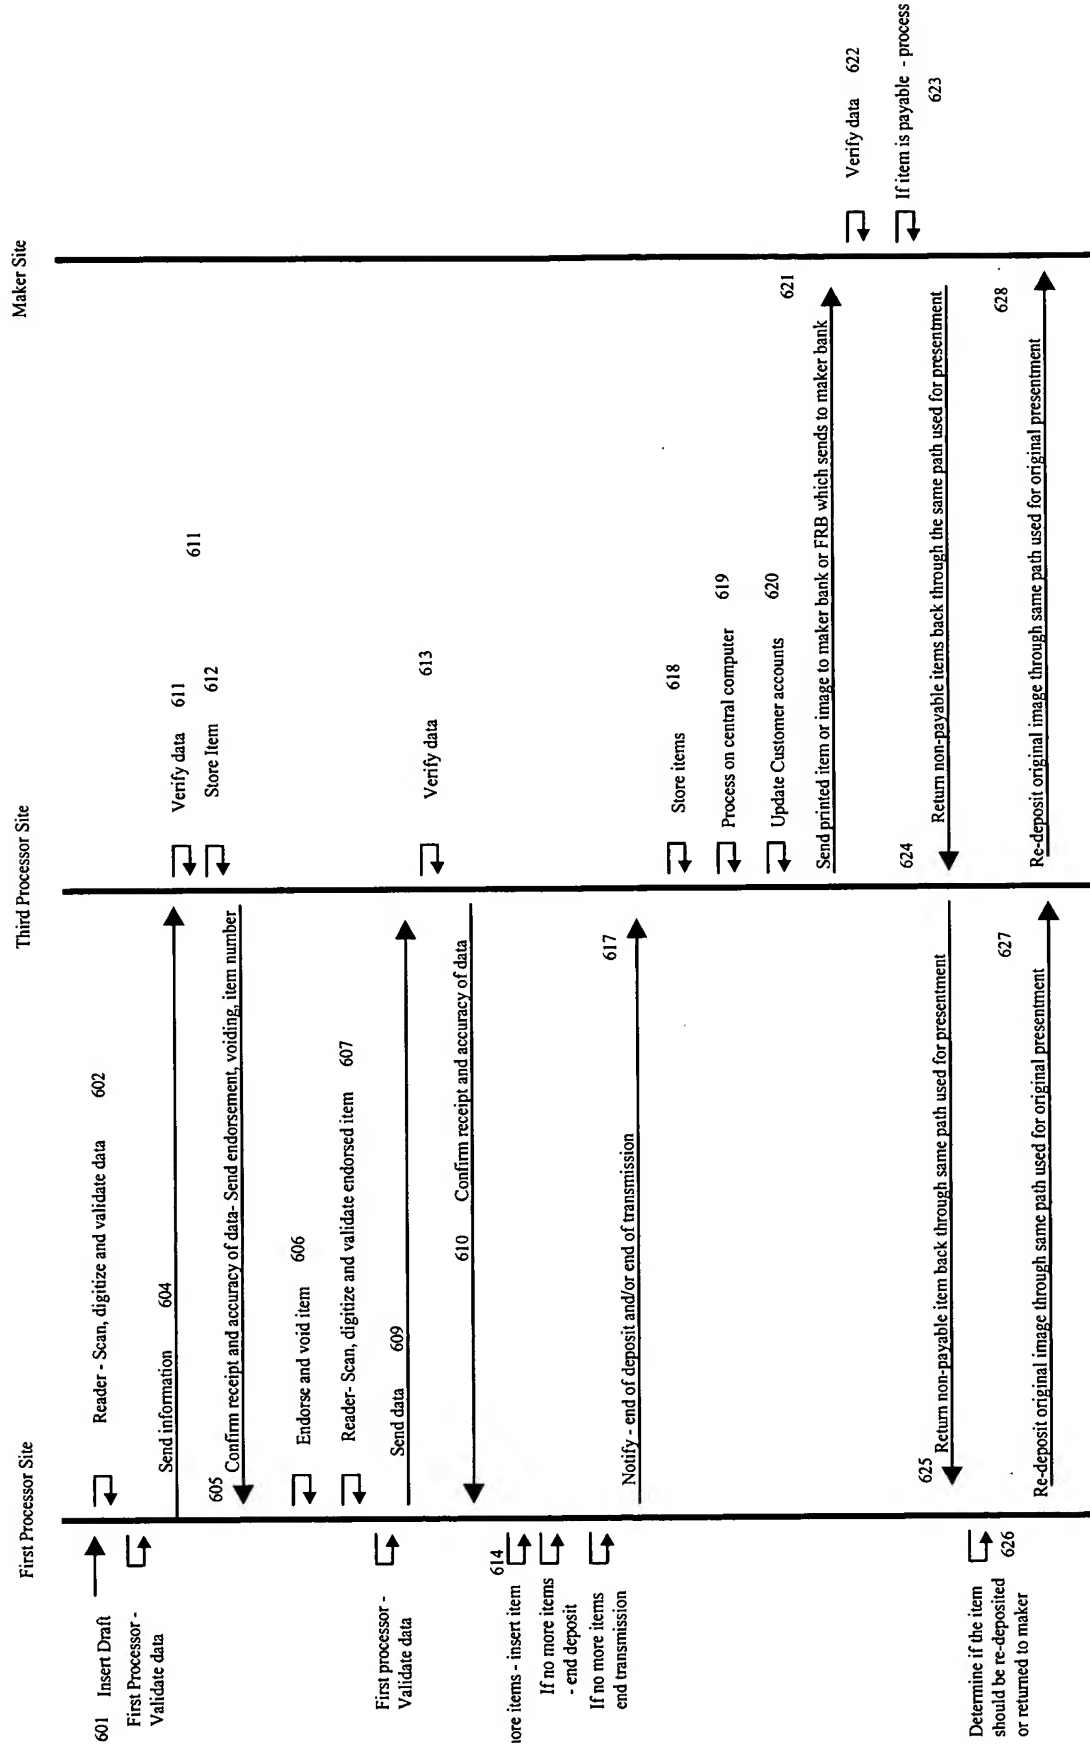 First Processor Site
Third Processor Site
Maker Site
601 Insert Draft
Reader - Scan, digitize and validate data 602
First Processor -
Validate data
Send information 604
Verify data 611
611
Store Item 612
605 Confirm receipt and accuracy of data- Send endorsement, voiding, item number
Endorse and void item 606
Reader- Scan, digitize and validate endorsed item 607
First processor -
Validate data
Send data 609
Verify data 613
610 Confirm receipt and accuracy of data
614
items - insert item
If no more items
- end deposit
If no more items
end transmission
Notify - end of deposit and/or end of transmission
617
Store items 618
Process on central computer 619
Update Customer accounts 620
Send printed item or image to maker bank or FRB which sends to maker bank
621
Verify data 622
If item is payable - process
623
624
Return non-payable items back through the same path used for presentment
625
Return non-payable item back through same path used for presentment
Determine if the item
should be re-deposited
or returned to maker
626
627
Re-deposit original image through same path used for original presentment
628
Re-deposit original image through same path used for original presentment